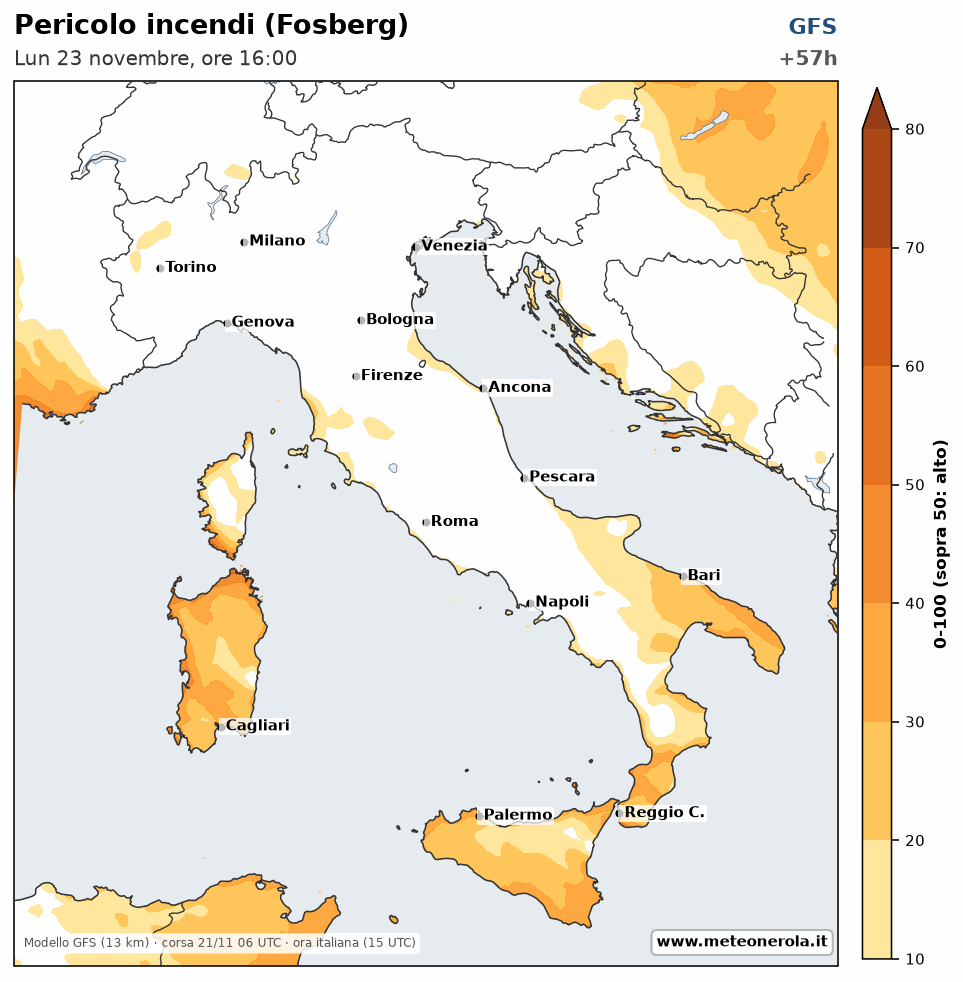 Pericolo incendi (Fosberg)
GFS
Lun 23 novembre, ore 16:00
+57h
80
70
60
50
40
30
20
10
0-100 (sopra 50: alto)
Milano
Venezia
Torino
Genova
Bologna
Firenze
Ancona
Pescara
Roma
Bari
Napoli
Cagliari
Palermo
Reggio C.
Modello GFS (13 km) · corsa 21/11 06 UTC · ora italiana (15 UTC)
www.meteonerola.it